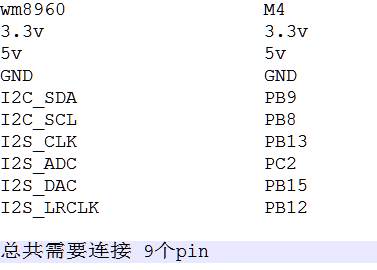 wm8960 M4
3.3v 3.3v
5v 5v
GND GND
I2C_SDA PB9
I2C_SCL PB8
I2S_CLK PB13
I2S_ADC PC2
I2S_DAC PB15
I2S_LRCLK PB12
总共需要连接 9个pin